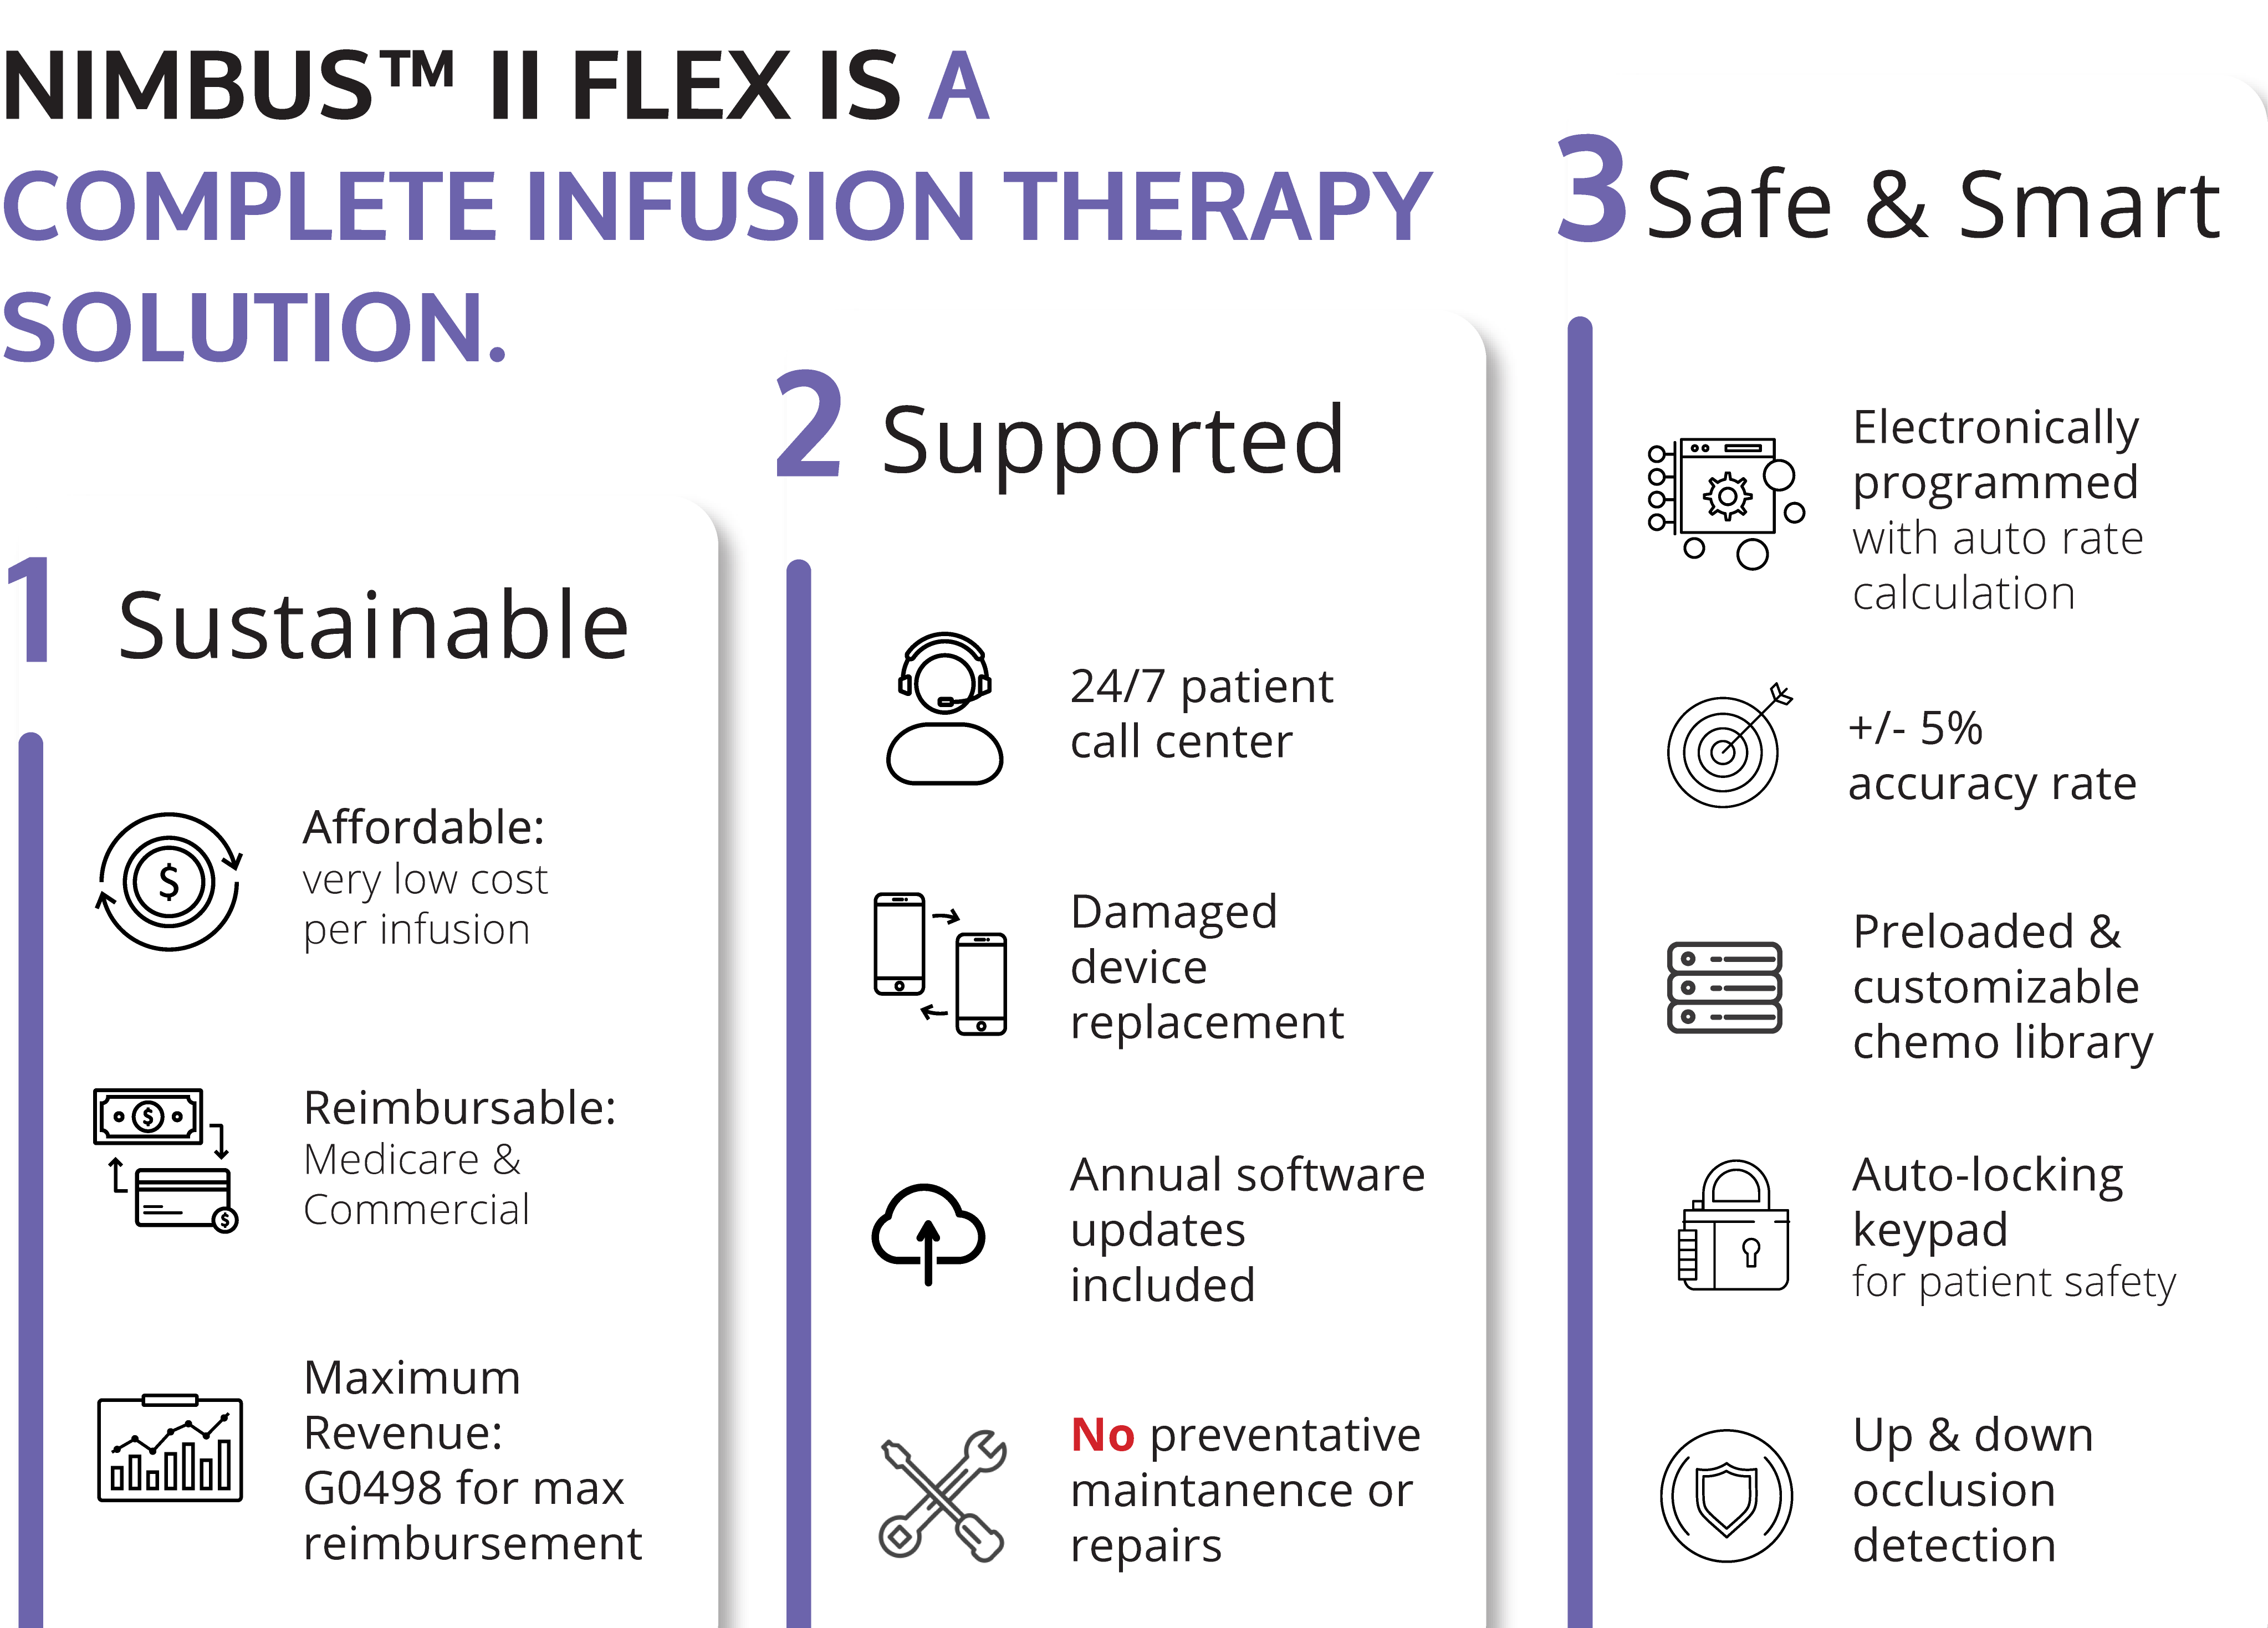 NIMBUS™ II FLEX IS A
COMPLETE INFUSION THERAPY
SOLUTION.
1 Sustainable
Affordable:
very low cost
per infusion
Reimbursable:
Medicare &
Commercial
Maximum
Revenue:
G0498 for max
reimbursement
2 Supported
24/7 patient
call center
Damaged
device
replacement
Annual software
updates
included
No preventative
maintanence or
repairs
3 Safe & Smart
Electronically
programmed
with auto rate
calculation
+/- 5%
accuracy rate
Preloaded &
customizable
chemo library
Auto-locking
keypad
for patient safety
Up & down
occlusion
detection